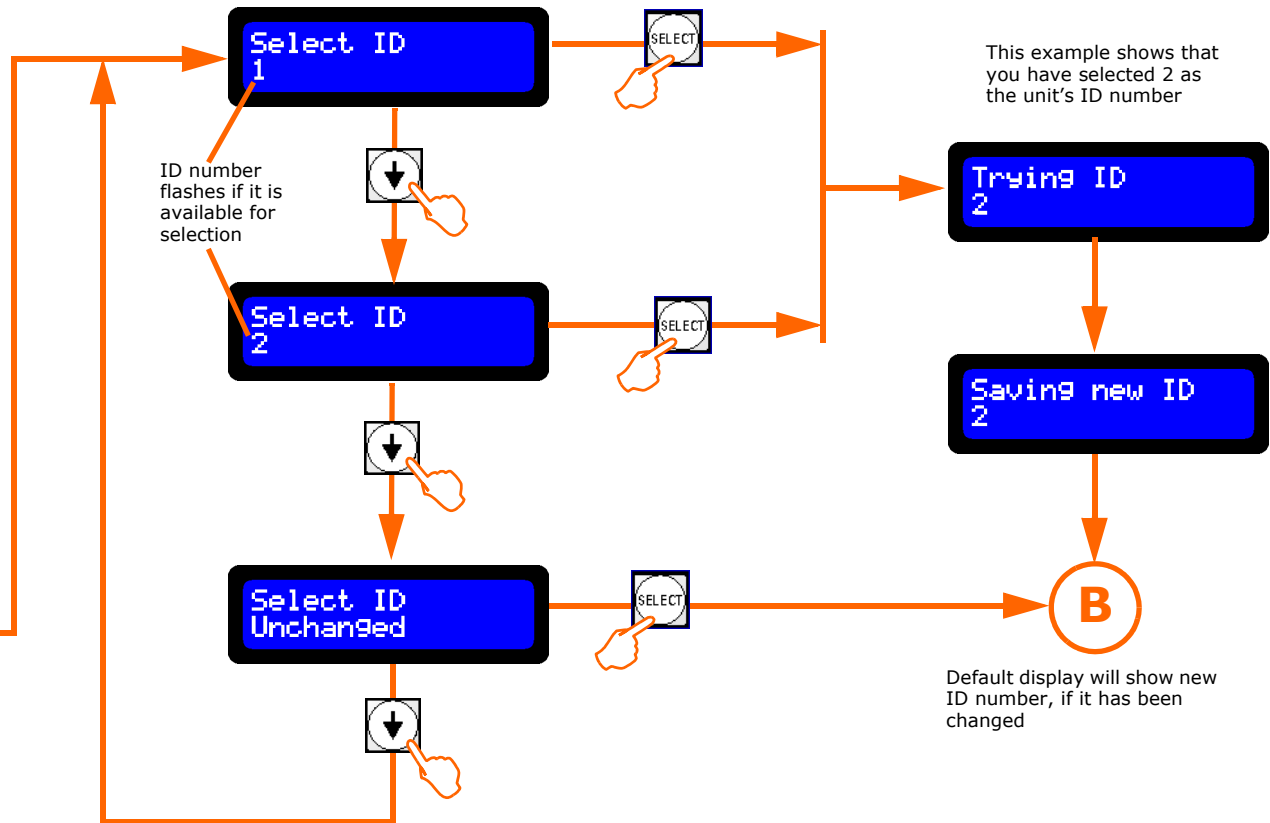 Select ID
1
SELECT
This example shows that
you have selected 2 as
the unit's ID number
ID number
flashes if it is
available for
selection
Trying ID
2
Select ID
2
SELECT
Saving new ID
2
Select ID
Unchanged
SELECT
B
Default display will show new
ID number, if it has been
changed